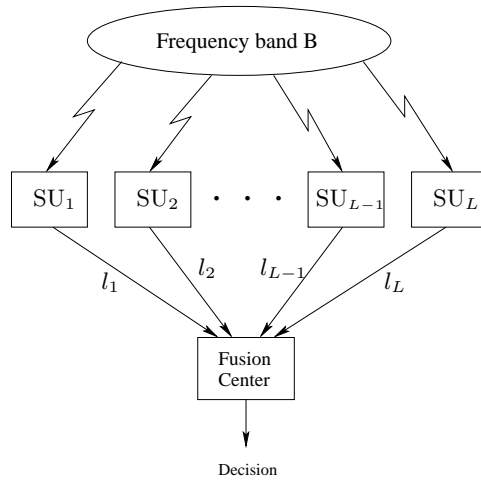 Frequency band B
SU₁ SU₂ · · · SU_{L−1} SU_L
l₁ l₂ l_{L−1} l_L
Fusion
Center
Decision